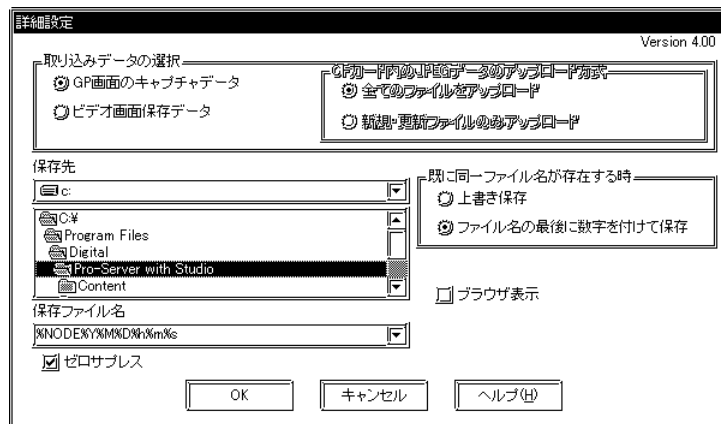 詳細設定
Version 4.00
取り込みデータの選択
GP画面のキャプチャデータ
ビデオ画面保存データ
CFカード内のJPEGデータのアップロード方式
全てのファイルをアップロード
新規・更新ファイルのみアップロード
保存先
c:
C:¥
Program Files
Digital
Pro-Server with Studio
Content
既に同一ファイル名が存在する時
上書き保存
ファイル名の最後に数字を付けて保存
ブラウザ表示
保存ファイル名
%NODE%Y%M%D%h%m%s
ゼロサプレス
OK
キャンセル
ヘルプ(H)